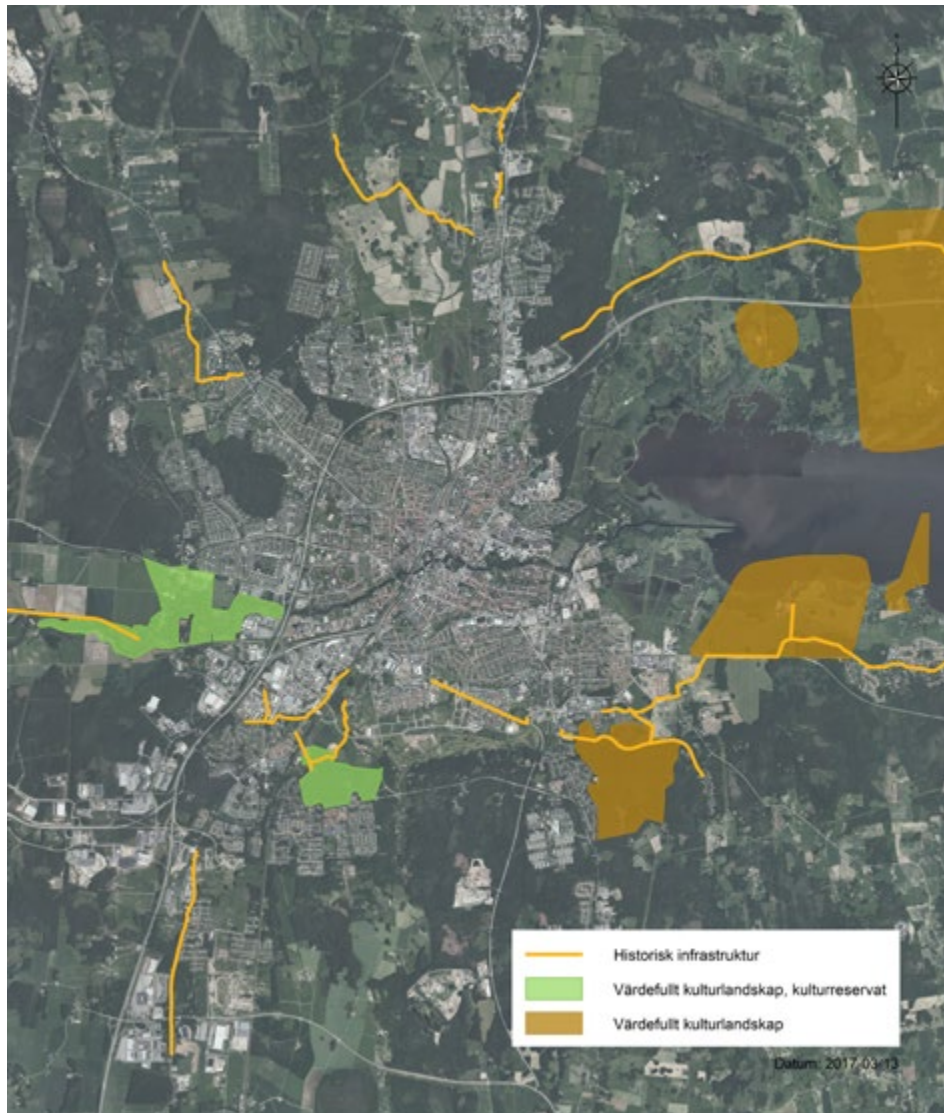 Historisk infrastruktur
Värdefullt kulturlandskap, kulturreservat
Värdefullt kulturlandskap
Datum: 2017-03-13